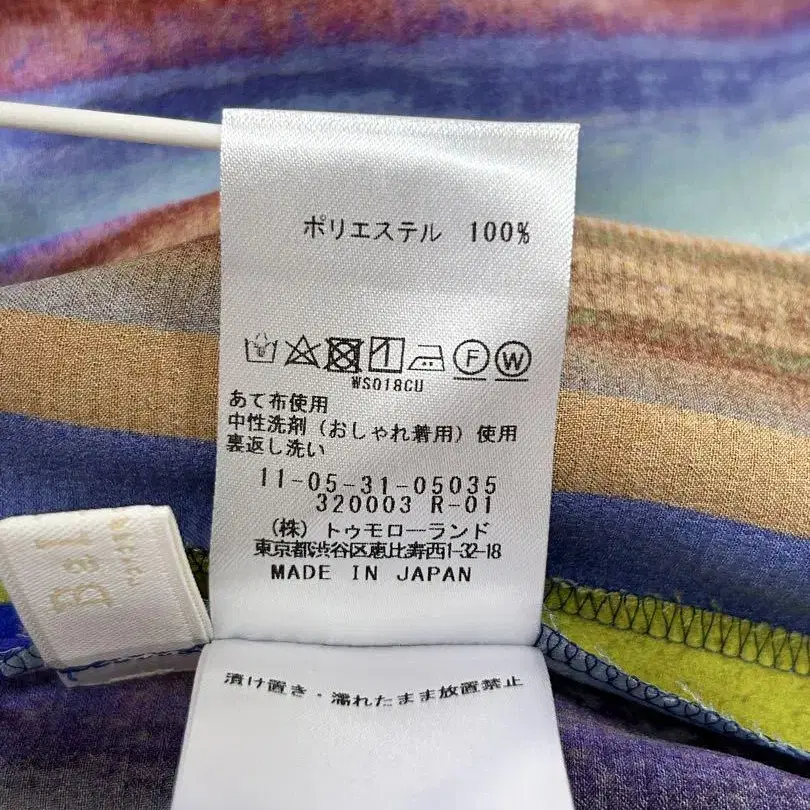 ポリエステル 100%
F W
WS018CU
あて布使用
中性洗剤（おしゃれ着用）使用
裏返し洗い
11-05-31-05035
320003 R-01
（株）トゥモローランド
東京都渋谷区恵比寿西1-32-18
MADE IN JAPAN
Bal
漬け置き・濡れたまま放置禁止